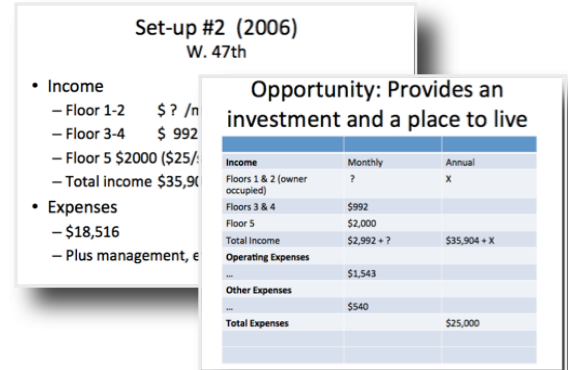 Set-up #2 (2006)
W. 47th
• Income
– Floor 1-2 $ ? /
– Floor 3-4 $ 992
– Floor 5 $2000 ($25/
– Total income $35,90
• Expenses
– $18,516
– Plus management, e
Opportunity: Provides an
investment and a place to live
Income Monthly Annual
Floors 1 & 2 (owner
occupied) ? X
Floors 3 & 4 $992
Floor 5 $2,000
Total Income $2,992 + ? $35,904 + X
Operating Expenses
... $1,543
Other Expenses
... $540
Total Expenses $25,000